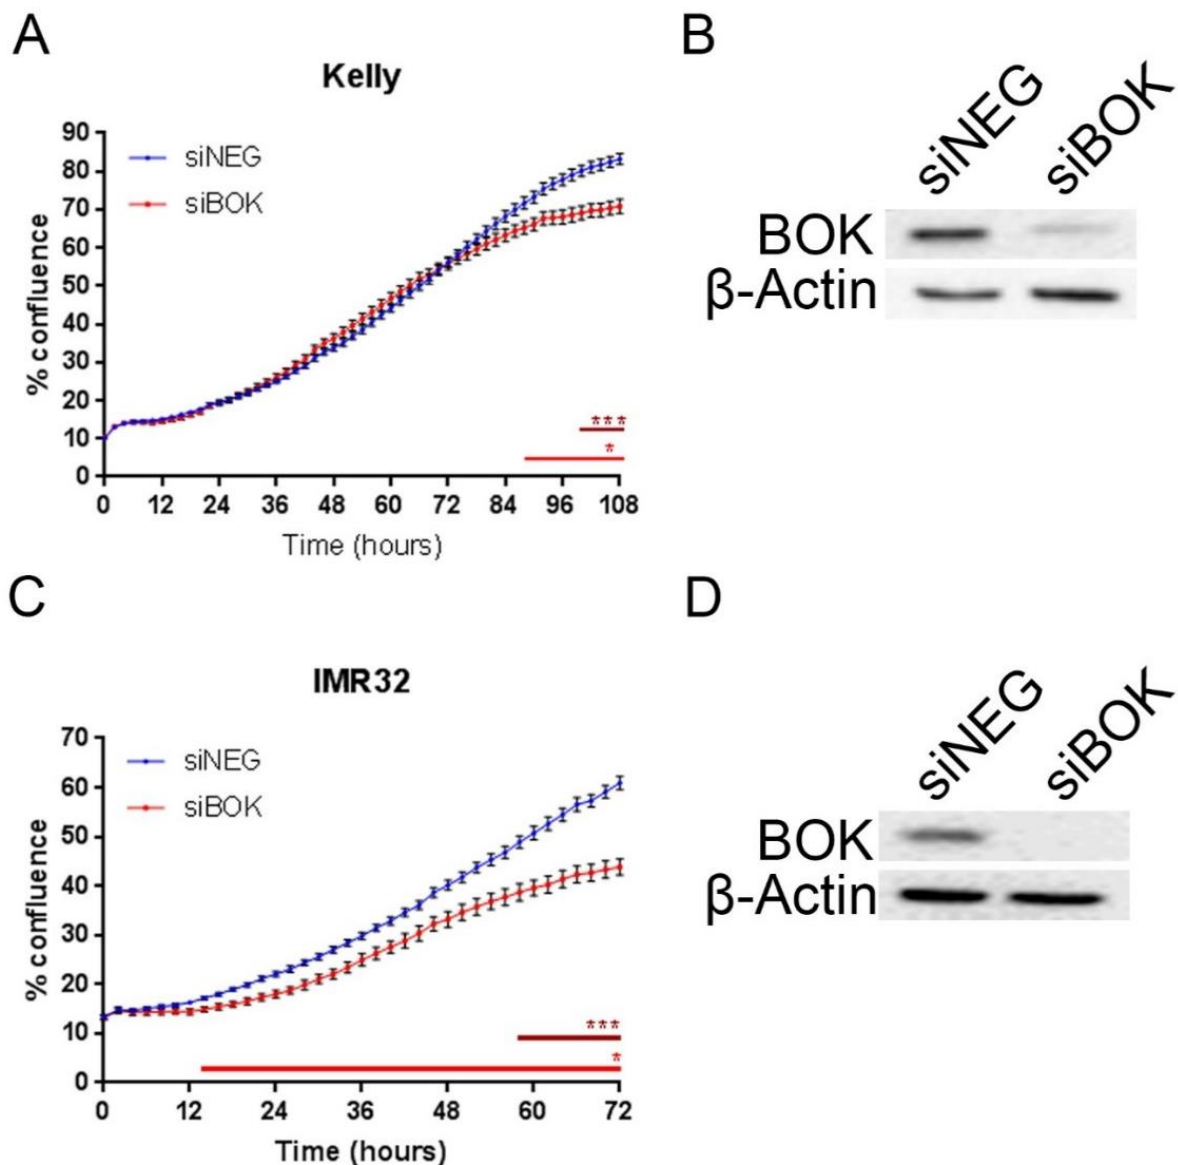 A
Kelly
% confluence
90
80
70
60
50
40
30
20
10
0
siNEG
siBOK
***
*
0 12 24 36 48 60 72 84 96 108
Time (hours)
B
siNEG siBOK
BOK
β-Actin
C
IMR32
% confluence
70
60
50
40
30
20
10
0
siNEG
siBOK
***
*
0 12 24 36 48 60 72
Time (hours)
D
siNEG siBOK
BOK
β-Actin